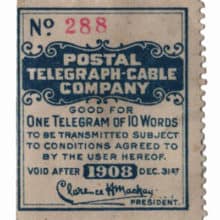 No 288
POSTAL
TELEGRAPH-CABLE
COMPANY
GOOD FOR
ONE TELEGRAM OF 10 WORDS
TO BE TRANSMITTED SUBJECT
TO CONDITIONS AGREED TO
BY THE USER HEREOF.
VOID AFTER 1908 DEC. 31ST
Clarence H Mackay
PRESIDENT.